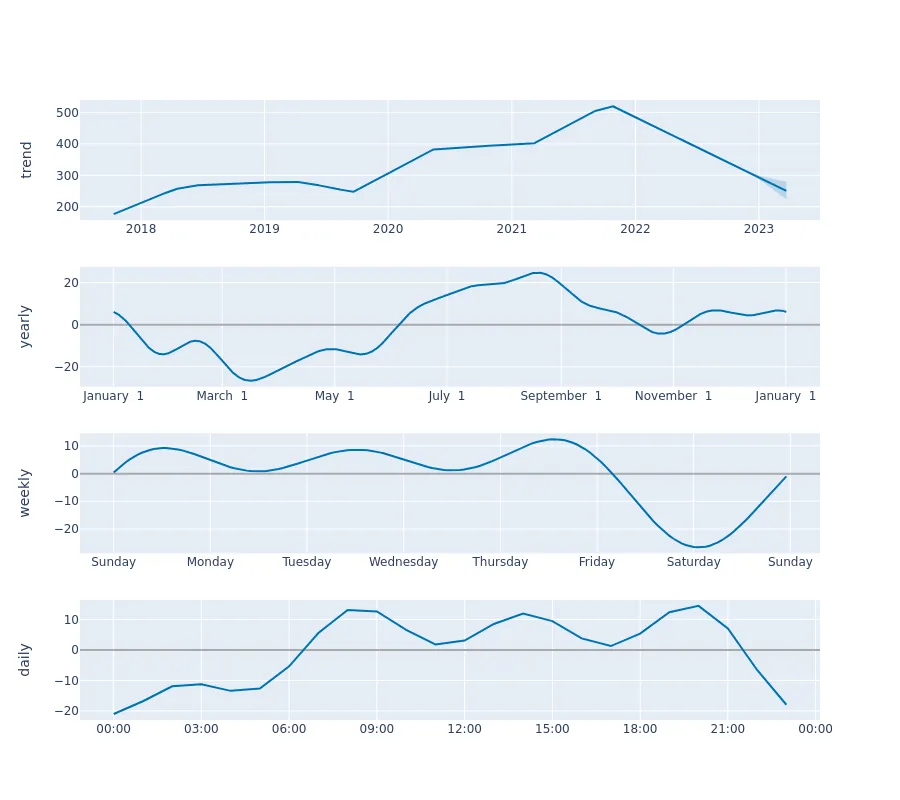 trend
500
400
300
200
2018 2019 2020 2021 2022 2023
yearly
20
0
−20
January 1 March 1 May 1 July 1 September 1 November 1 January 1
weekly
10
0
−10
−20
Sunday Monday Tuesday Wednesday Thursday Friday Saturday Sunday
daily
10
0
−10
−20
00:00 03:00 06:00 09:00 12:00 15:00 18:00 21:00 00:00